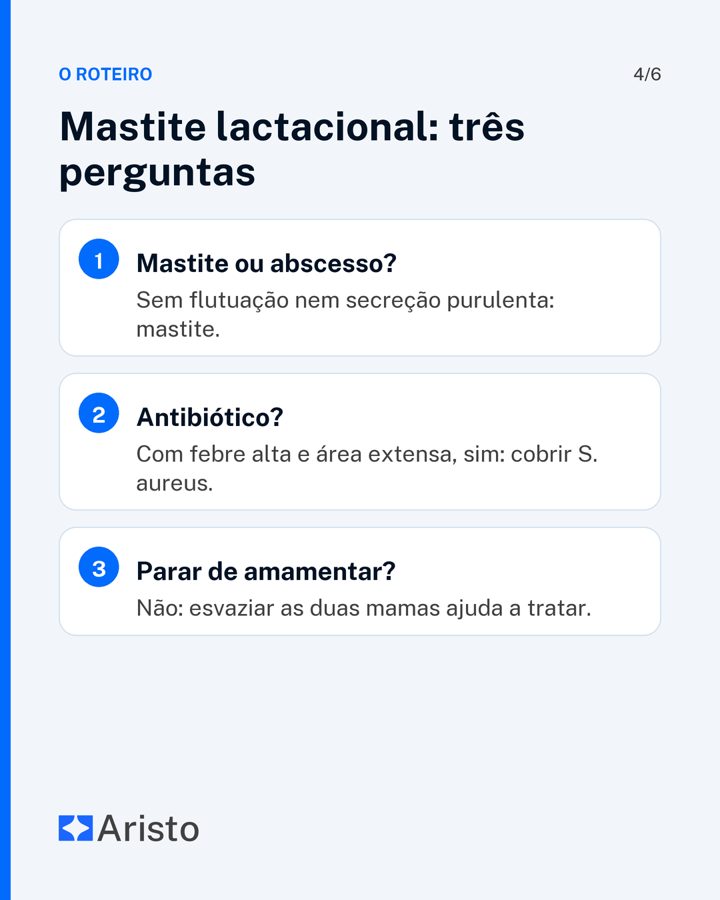 O ROTEIRO
4/6
Mastite lactacional: três
perguntas
1
Mastite ou abscesso?
Sem flutuação nem secreção purulenta:
mastite.
2
Antibiótico?
Com febre alta e área extensa, sim: cobrir S.
aureus.
3
Parar de amamentar?
Não: esvaziar as duas mamas ajuda a tratar.
Aristo